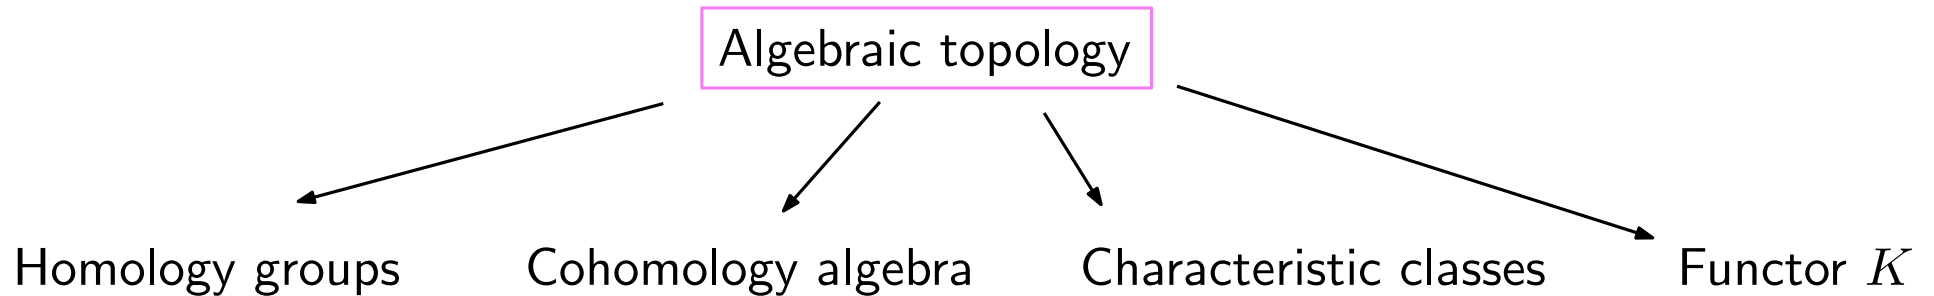 Algebraic topology
Homology groups
Cohomology algebra
Characteristic classes
Functor K